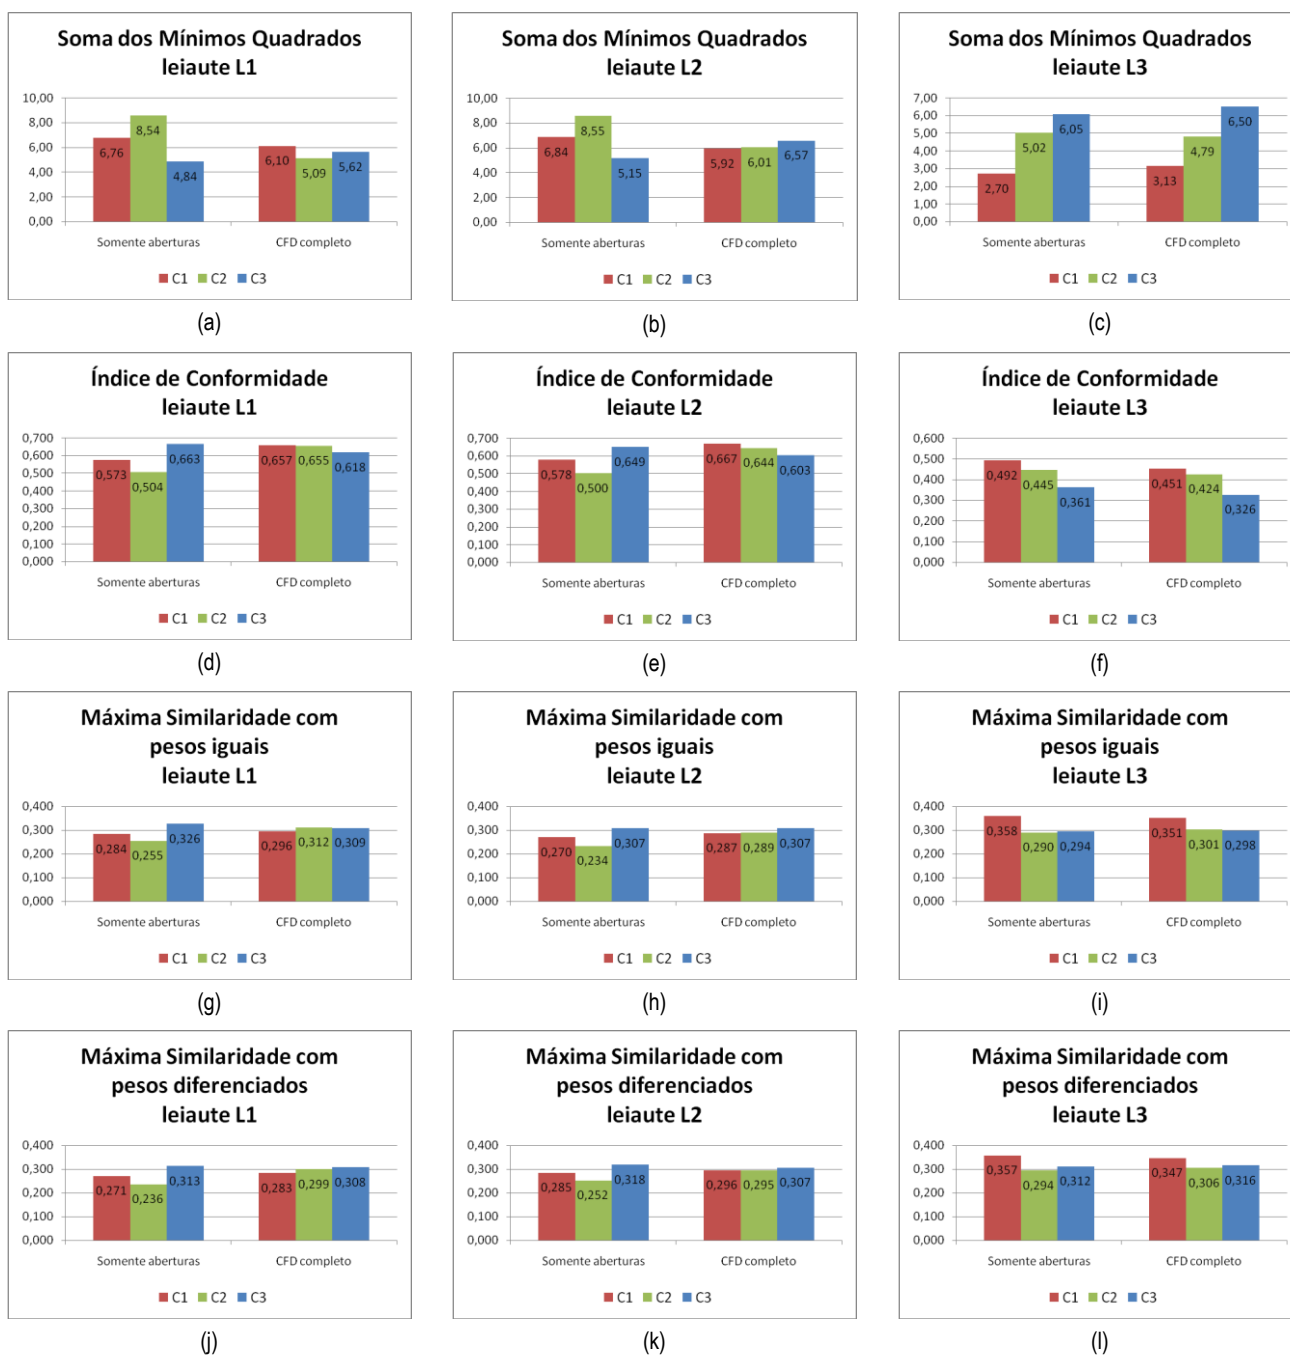 Soma dos Mínimos Quadrados
leiaute L1
10,00
8,00
6,00
4,00
2,00
0,00
6,76
8,54
4,84
6,10
5,09
5,62
Somente aberturas
CFD completo
C1 C2 C3
(a)
Soma dos Mínimos Quadrados
leiaute L2
10,00
8,00
6,00
4,00
2,00
0,00
6,84
8,55
5,15
5,92
6,01
6,57
Somente aberturas
CFD completo
C1 C2 C3
(b)
Soma dos Mínimos Quadrados
leiaute L3
7,00
6,00
5,00
4,00
3,00
2,00
1,00
0,00
2,70
5,02
6,05
3,13
4,79
6,50
Somente aberturas
CFD completo
C1 C2 C3
(c)
Índice de Conformidade
leiaute L1
0,700
0,600
0,500
0,400
0,300
0,200
0,100
0,000
0,573
0,504
0,663
0,657
0,655
0,618
Somente aberturas
CFD completo
C1 C2 C3
(d)
Índice de Conformidade
leiaute L2
0,700
0,600
0,500
0,400
0,300
0,200
0,100
0,000
0,578
0,500
0,649
0,667
0,644
0,603
Somente aberturas
CFD completo
C1 C2 C3
(e)
Índice de Conformidade
leiaute L3
0,600
0,500
0,400
0,300
0,200
0,100
0,000
0,492
0,445
0,361
0,451
0,424
0,326
Somente aberturas
CFD completo
C1 C2 C3
(f)
Máxima Similaridade com
pesos iguais
leiaute L1
0,400
0,300
0,200
0,100
0,000
0,284
0,255
0,326
0,296
0,312
0,309
Somente aberturas
CFD completo
C1 C2 C3
(g)
Máxima Similaridade com
pesos iguais
leiaute L2
0,400
0,300
0,200
0,100
0,000
0,270
0,234
0,307
0,287
0,289
0,307
Somente aberturas
CFD completo
C1 C2 C3
(h)
Máxima Similaridade com
pesos iguais
leiaute L3
0,400
0,300
0,200
0,100
0,000
0,358
0,290
0,294
0,351
0,301
0,298
Somente aberturas
CFD completo
C1 C2 C3
(i)
Máxima Similaridade com
pesos diferenciados
leiaute L1
0,400
0,300
0,200
0,100
0,000
0,271
0,236
0,313
0,283
0,299
0,308
Somente aberturas
CFD completo
C1 C2 C3
(j)
Máxima Similaridade com
pesos diferenciados
leiaute L2
0,400
0,300
0,200
0,100
0,000
0,285
0,252
0,318
0,296
0,295
0,307
Somente aberturas
CFD completo
C1 C2 C3
(k)
Máxima Similaridade com
pesos diferenciados
leiaute L3
0,400
0,300
0,200
0,100
0,000
0,357
0,294
0,312
0,347
0,306
0,316
Somente aberturas
CFD completo
C1 C2 C3
(l)